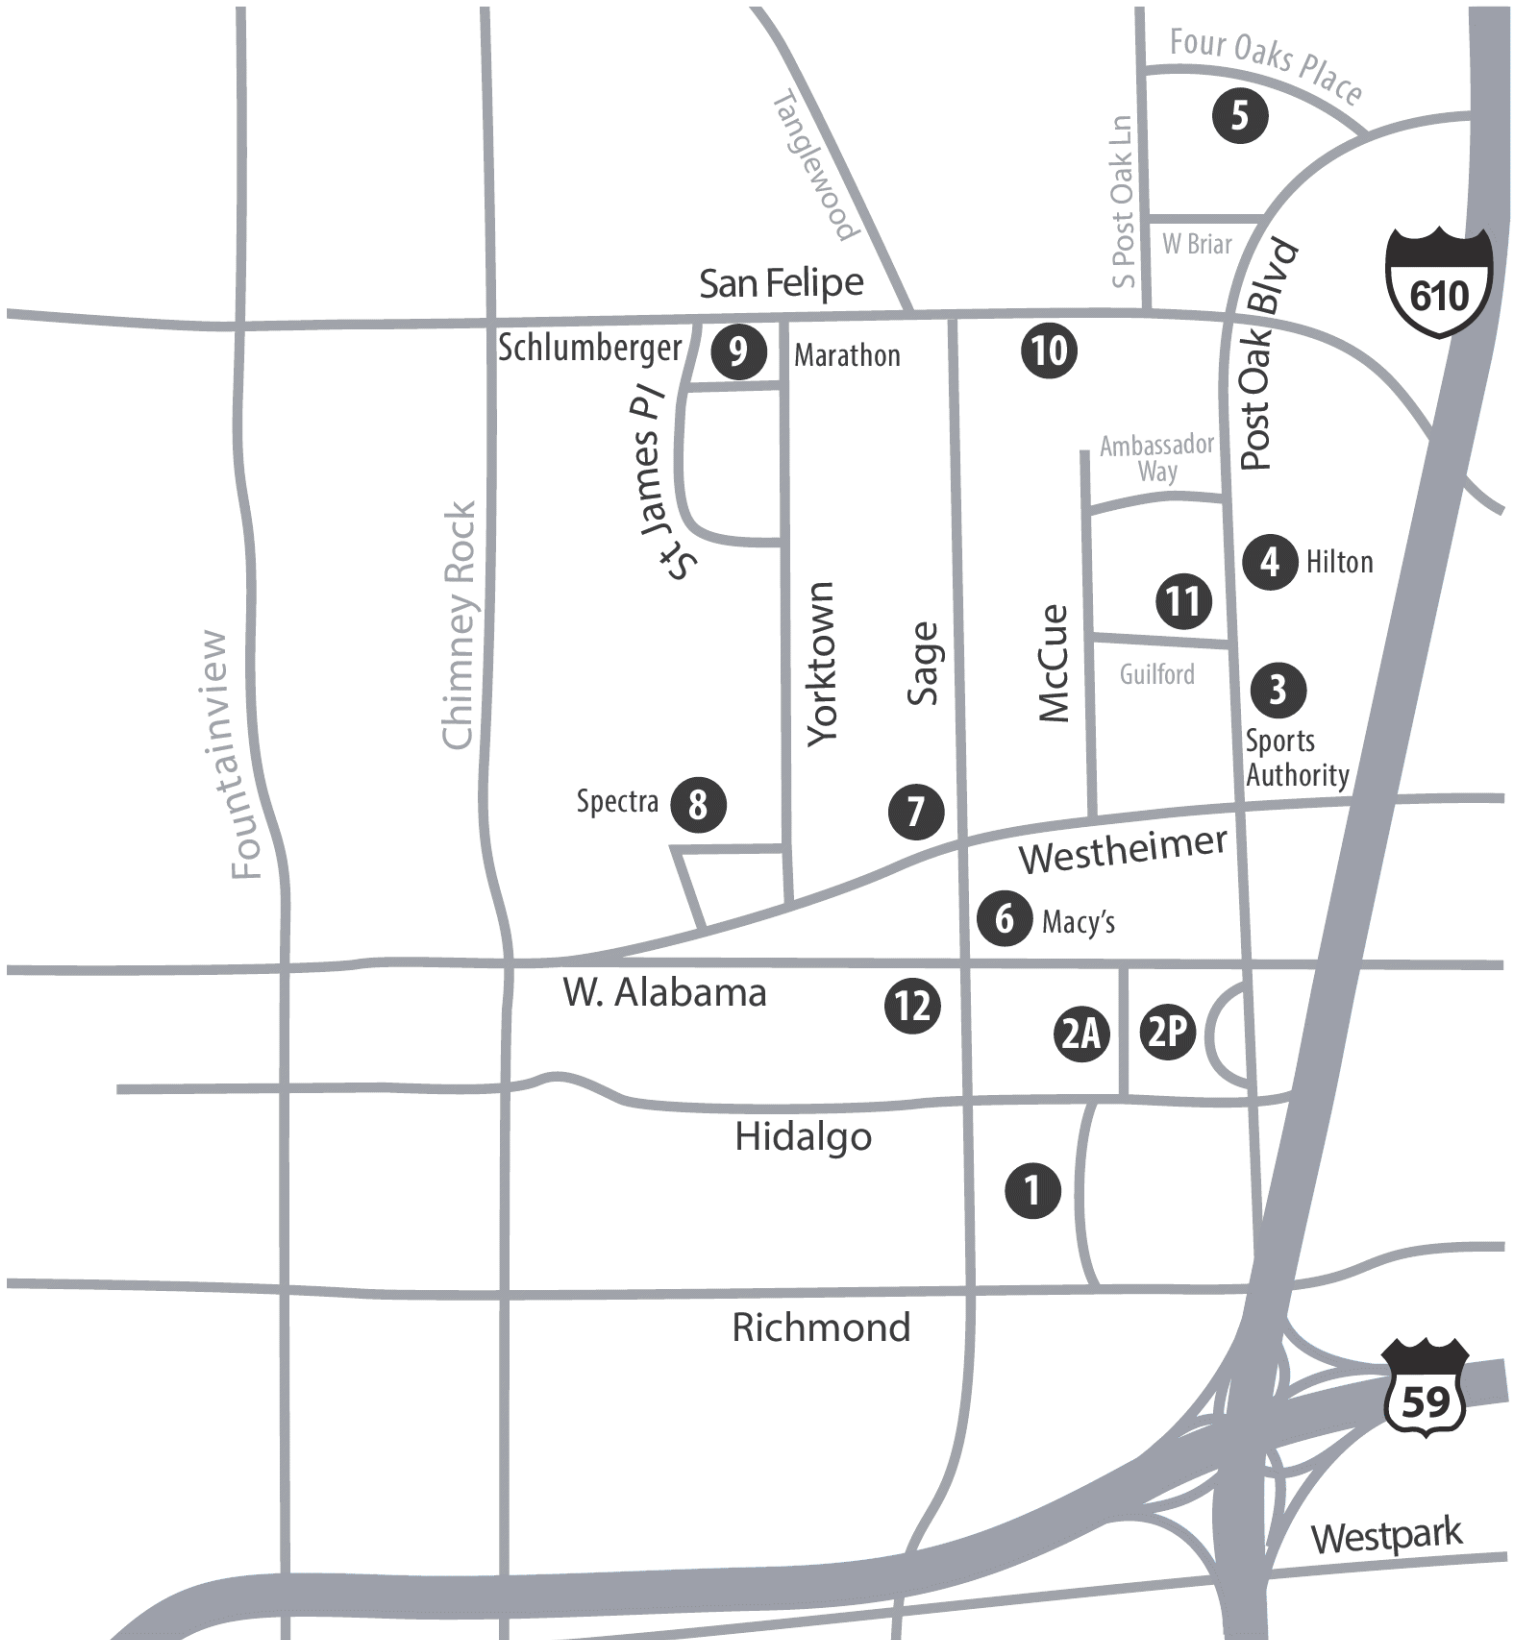 Four Oaks Place
5
Tanglewood
S Post Oak Ln
W Briar
San Felipe
Post Oak Blvd
610
Schlumberger
9
Marathon
10
St James Pl
Ambassador
Way
Chimney Rock
4
Hilton
11
Fountainview
Yorktown
Sage
McCue
Guilford
3
Sports
Authority
Spectra
8
7
Westheimer
6
Macy's
W. Alabama
12
2A
2P
Hidalgo
1
Richmond
59
Westpark